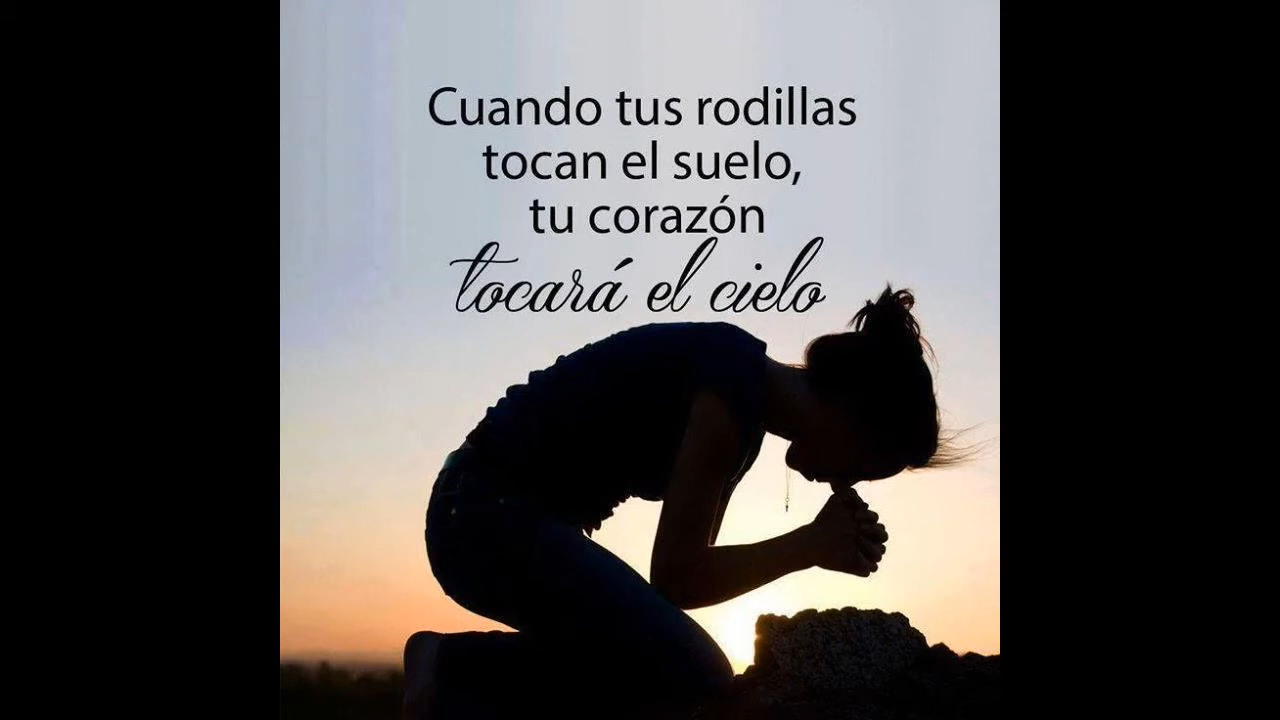 Cuando tus rodillas
tocan el suelo,
tu corazón
tocará el cielo